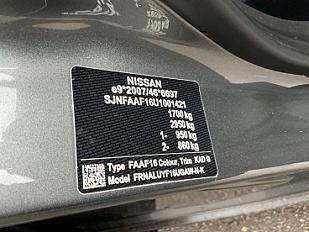 NISSAN
e9*2007/46*6697
SJNFAAF16U1001421
1700 kg
2950 kg
1- 950 kg
2- 860 kg
Type FAAF16 Colour, Trim KAD G
Model FRNALUYF16UGAW-N-K